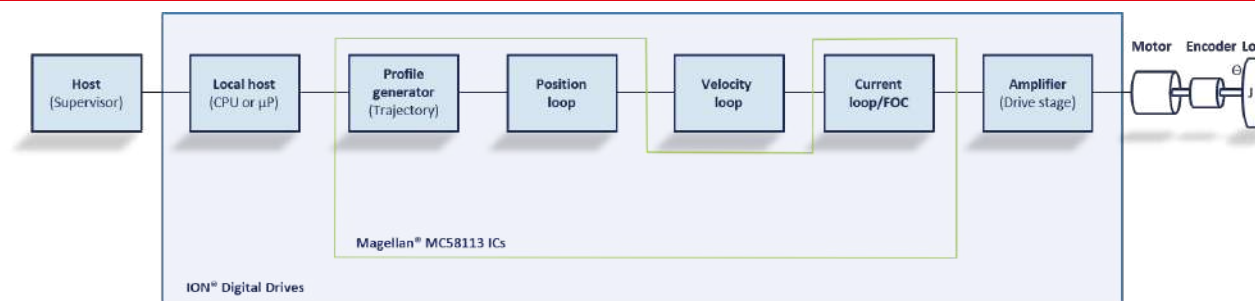 Motor Encoder Lo
Host
(Supervisor)
Local host
(CPU or µP)
Profile
generator
(Trajectory)
Position
loop
Velocity
loop
Current
loop/FOC
Amplifier
(Drive stage)
Θ
J
Magellan® MC58113 ICs
ION® Digital Drives